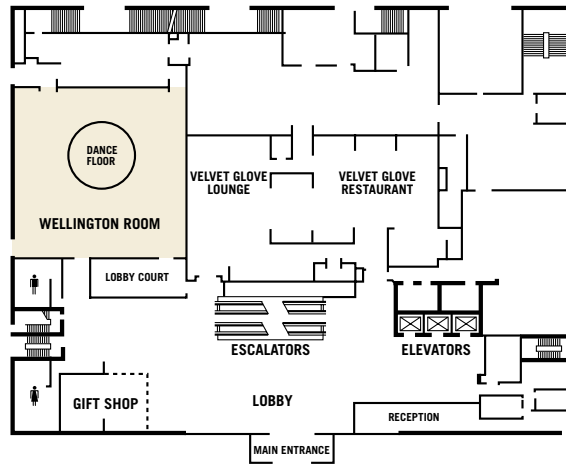 DANCE
FLOOR
VELVET GLOVE
LOUNGE
VELVET GLOVE
RESTAURANT
WELLINGTON ROOM
LOBBY COURT
ESCALATORS
ELEVATORS
GIFT SHOP
LOBBY
RECEPTION
MAIN ENTRANCE